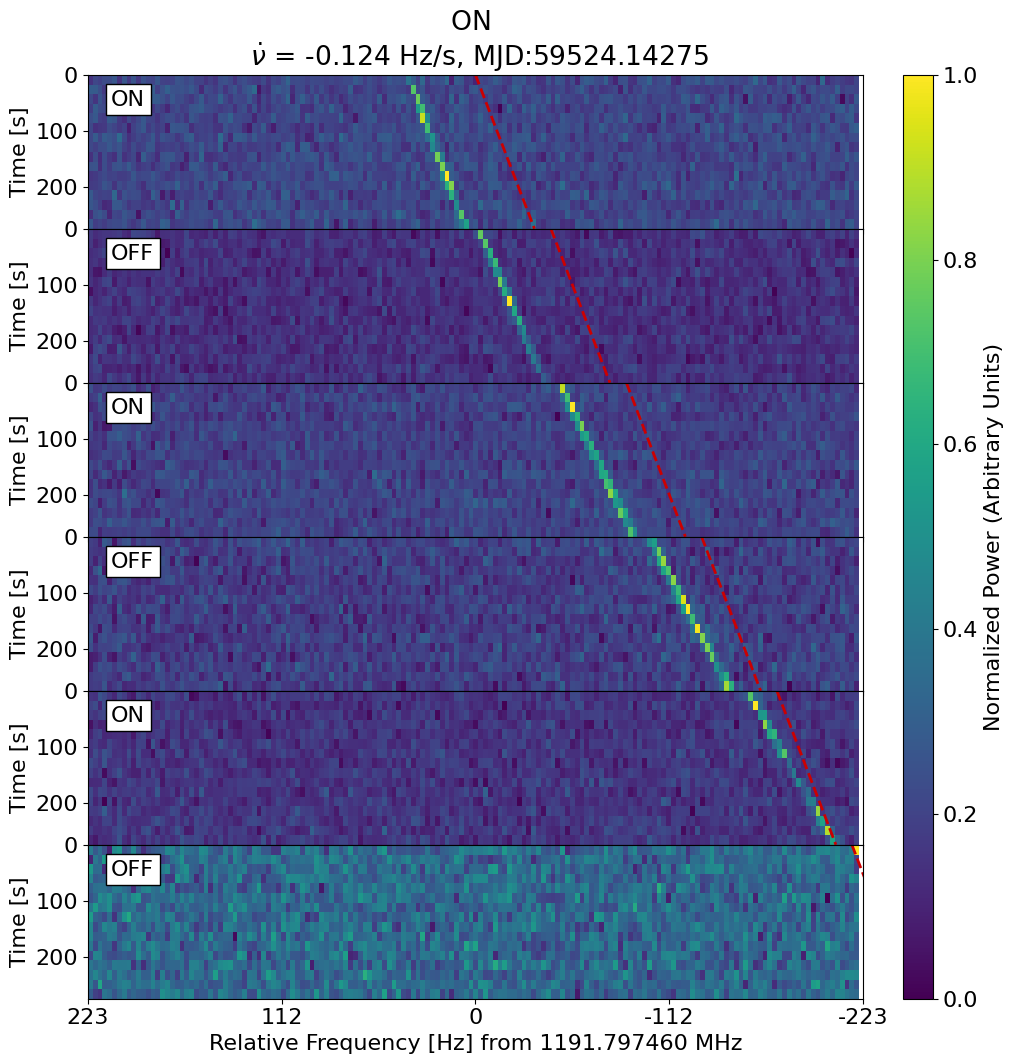 ON
ν̇ = -0.124 Hz/s, MJD:59524.14275
0
ON
Time [s]
100
200
0
OFF
Time [s]
100
200
0
ON
Time [s]
100
200
0
OFF
Time [s]
100
200
0
ON
Time [s]
100
200
0
OFF
Time [s]
100
200
223 112 0 -112 -223
Relative Frequency [Hz] from 1191.797460 MHz
1.0
0.8
0.6
0.4
0.2
0.0
Normalized Power (Arbitrary Units)